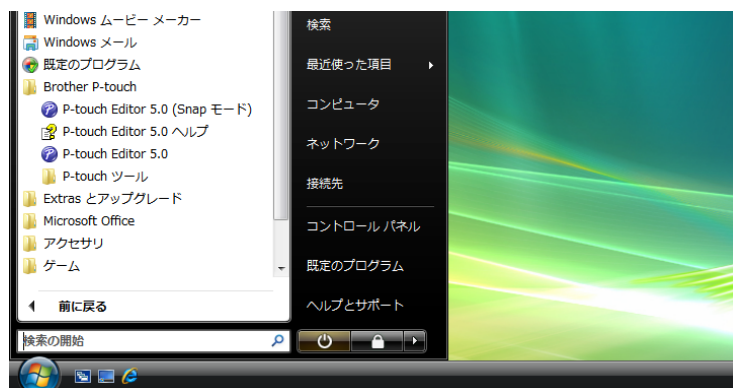 Windows ムービー メーカー
Windows メール
既定のプログラム
Brother P-touch
P-touch Editor 5.0 (Snap モード)
P-touch Editor 5.0 ヘルプ
P-touch Editor 5.0
P-touch ツール
Extras とアップグレード
Microsoft Office
アクセサリ
ゲーム
前に戻る
検索の開始
検索
最近使った項目
コンピュータ
ネットワーク
接続先
コントロール パネル
既定のプログラム
ヘルプとサポート